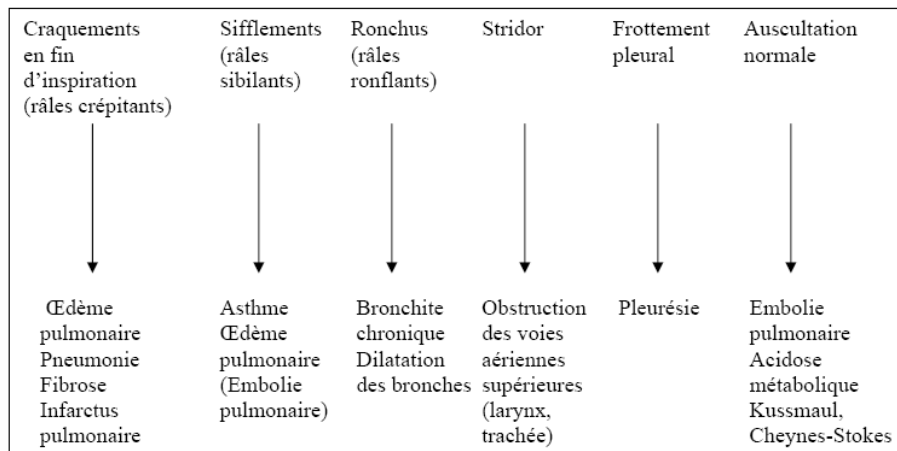 Craquements
en fin
d’inspiration
(râles crépitants)
Sifflements
(râles
sibilants)
Ronchus
(râles
ronflants)
Stridor
Frottement
pleural
Auscultation
normale
Œdème
pulmonaire
Pneumonie
Fibrose
Infarctus
pulmonaire
Asthme
Œdème
pulmonaire
(Embolie
pulmonaire)
Bronchite
chronique
Dilatation
des bronches
Obstruction
des voies
aériennes
supérieures
(larynx,
trachée)
Pleurésie
Embolie
pulmonaire
Acidose
métabolique
Kussmaul,
Cheynes-Stokes